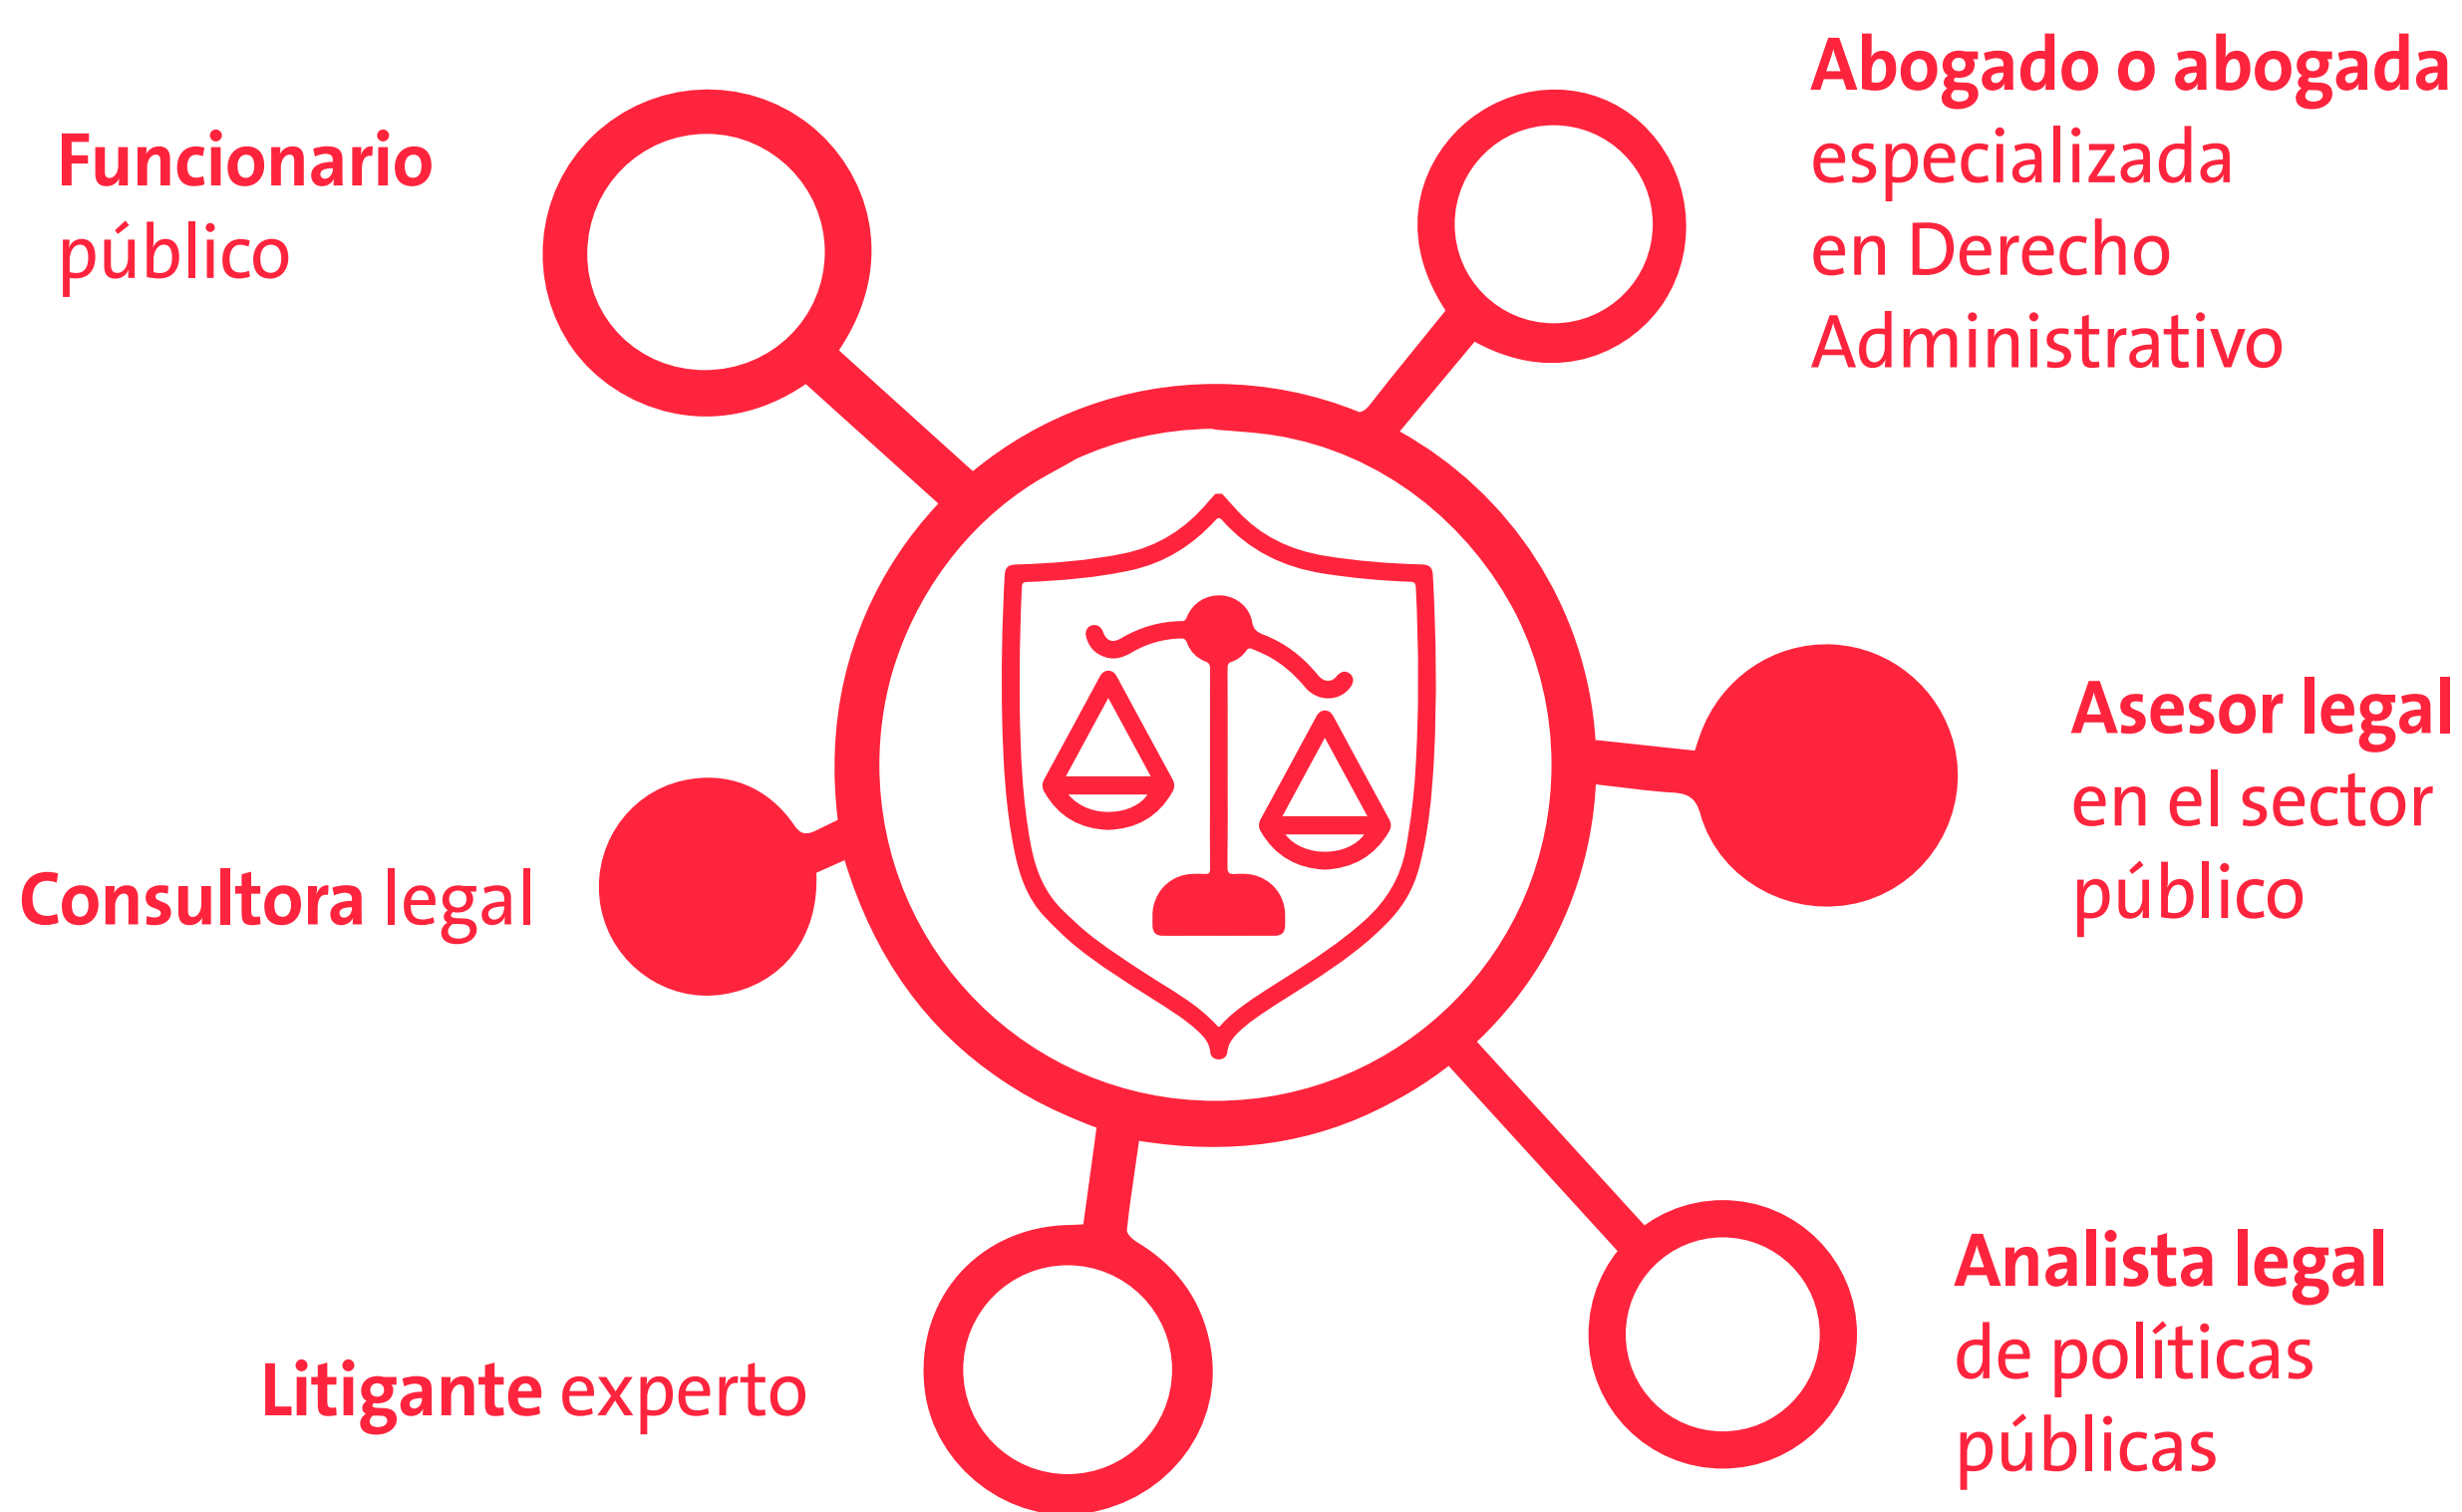 Funcionario
público
Abogado o abogada
especializada
en Derecho
Administrativo
Consultora legal
Asesor legal
en el sector
público
Litigante experto
Analista legal
de políticas
públicas